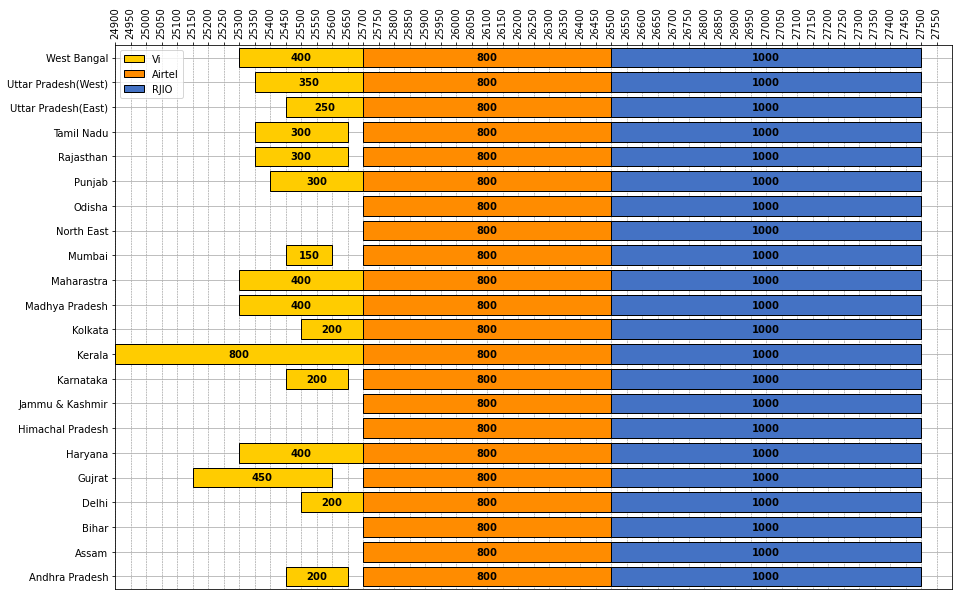 24900 24950 25000 25050 25100 25150 25200 25250 25300 25350 25400 25450 25500 25550 25600 25650 25700 25750 25800 25850 25900 25950 26000 26050 26100 26150 26200 26250 26300 26350 26400 26450 26500 26550 26600 26650 26700 26750 26800 26850 26900 26950 27000 27050 27100 27150 27200 27250 27300 27350 27400 27450 27500 27550
Vi
Airtel
RJIO
West Bangal 400 800 1000
Uttar Pradesh(West) 350 800 1000
Uttar Pradesh(East) 250 800 1000
Tamil Nadu 300 800 1000
Rajasthan 300 800 1000
Punjab 300 800 1000
Odisha 800 1000
North East 800 1000
Mumbai 150 800 1000
Maharastra 400 800 1000
Madhya Pradesh 400 800 1000
Kolkata 200 800 1000
Kerala 800 800 1000
Karnataka 200 800 1000
Jammu & Kashmir 800 1000
Himachal Pradesh 800 1000
Haryana 400 800 1000
Gujrat 450 800 1000
Delhi 200 800 1000
Bihar 800 1000
Assam 800 1000
Andhra Pradesh 200 800 1000